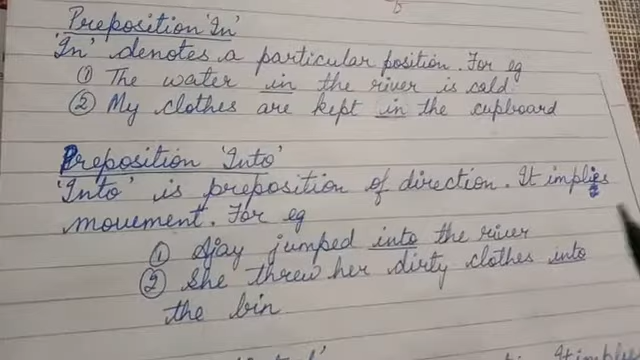 Preposition 'In'
'In' denotes a particular position. For eg
① The water in the river is cold
② My clothes are kept in the cupboard
Preposition 'Into'
'Into' is preposition of direction. It implies
movement. For eg
① Ajay jumped into the river
② She threw her dirty clothes into
the bin
It implies